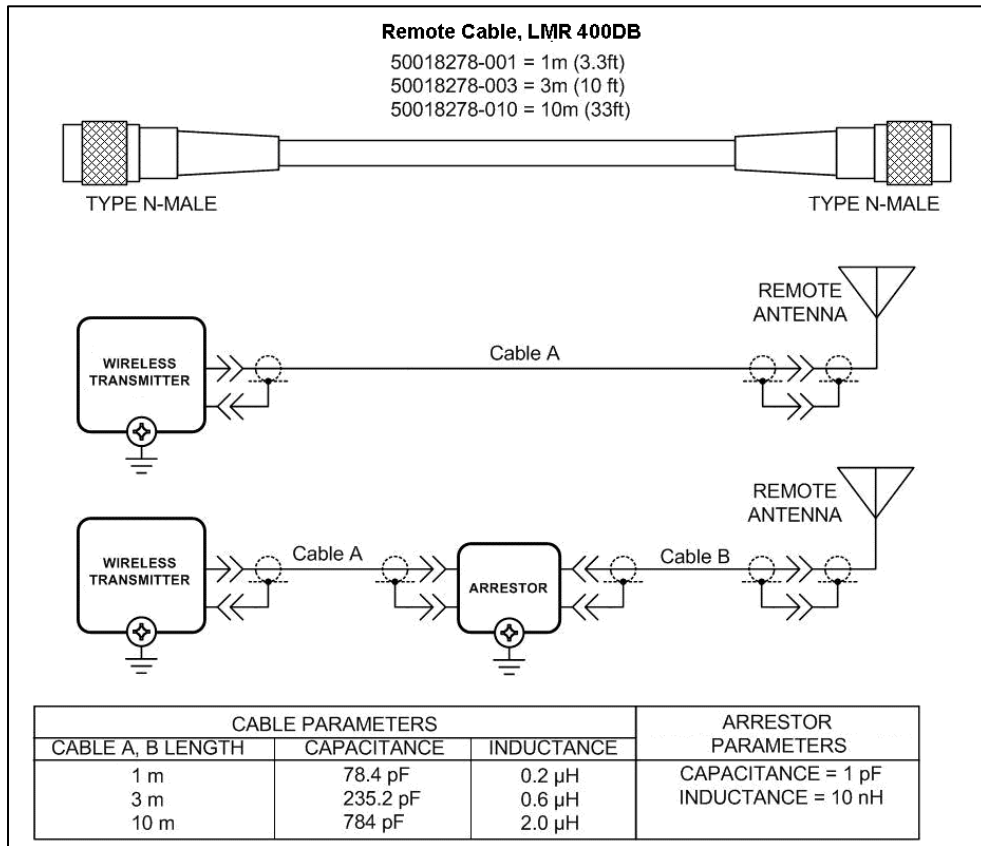 Remote Cable, LMR 400DB
50018278-001 = 1m (3.3ft)
50018278-003 = 3m (10 ft)
50018278-010 = 10m (33ft)
TYPE N-MALE
TYPE N-MALE
REMOTE
ANTENNA
WIRELESS
TRANSMITTER
Cable A
REMOTE
ANTENNA
WIRELESS
TRANSMITTER
Cable A
ARRESTOR
Cable B
CABLE PARAMETERS
ARRESTOR
PARAMETERS
CABLE A, B LENGTH CAPACITANCE INDUCTANCE
1 m 78.4 pF 0.2 µH
3 m 235.2 pF 0.6 µH
10 m 784 pF 2.0 µH
CAPACITANCE = 1 pF
INDUCTANCE = 10 nH